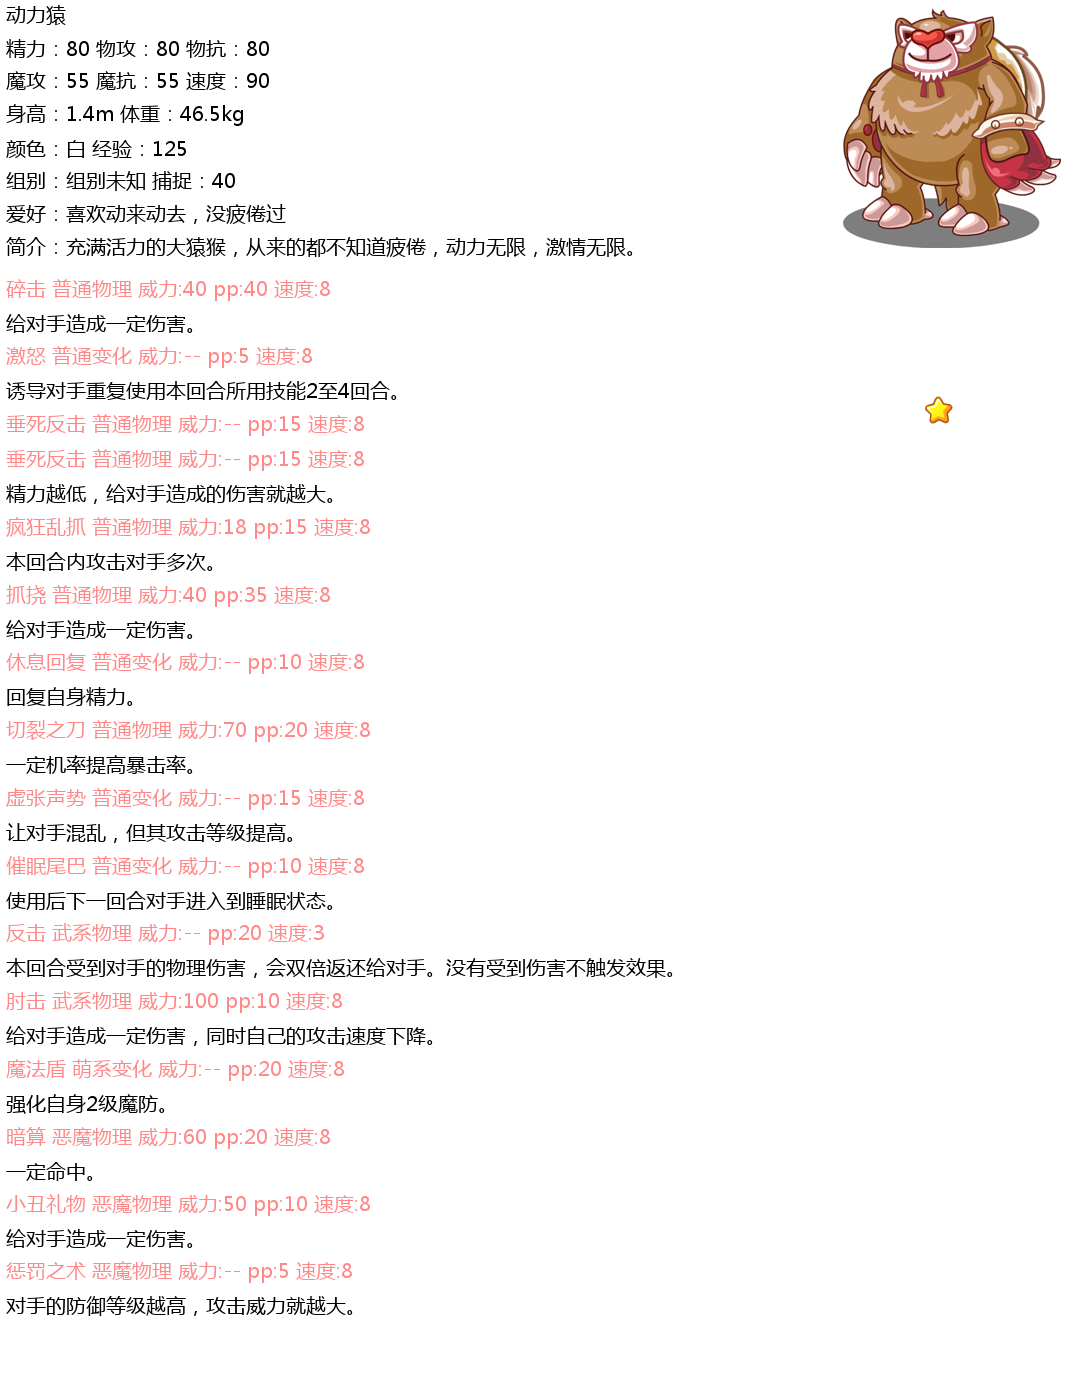 动力猿
精力：80 物攻：80 物抗：80
魔攻：55 魔抗：55 速度：90
身高：1.4m 体重：46.5kg
颜色：白 经验：125
组别：组别未知 捕捉：40
爱好：喜欢动来动去，没疲倦过
简介：充满活力的大猿猴，从来的都不知道疲倦，动力无限，激情无限。
碎击 普通物理 威力:40 pp:40 速度:8
给对手造成一定伤害。
激怒 普通变化 威力:-- pp:5 速度:8
诱导对手重复使用本回合所用技能2至4回合。
垂死反击 普通物理 威力:-- pp:15 速度:8
垂死反击 普通物理 威力:-- pp:15 速度:8
精力越低，给对手造成的伤害就越大。
疯狂乱抓 普通物理 威力:18 pp:15 速度:8
本回合内攻击对手多次。
抓挠 普通物理 威力:40 pp:35 速度:8
给对手造成一定伤害。
休息回复 普通变化 威力:-- pp:10 速度:8
回复自身精力。
切裂之刀 普通物理 威力:70 pp:20 速度:8
一定机率提高暴击率。
虚张声势 普通变化 威力:-- pp:15 速度:8
让对手混乱，但其攻击等级提高。
催眠尾巴 普通变化 威力:-- pp:10 速度:8
使用后下一回合对手进入到睡眠状态。
反击 武系物理 威力:-- pp:20 速度:3
本回合受到对手的物理伤害，会双倍返还给对手。没有受到伤害不触发效果。
肘击 武系物理 威力:100 pp:10 速度:8
给对手造成一定伤害，同时自己的攻击速度下降。
魔法盾 萌系变化 威力:-- pp:20 速度:8
强化自身2级魔防。
暗算 恶魔物理 威力:60 pp:20 速度:8
一定命中。
小丑礼物 恶魔物理 威力:50 pp:10 速度:8
给对手造成一定伤害。
惩罚之术 恶魔物理 威力:-- pp:5 速度:8
对手的防御等级越高，攻击威力就越大。